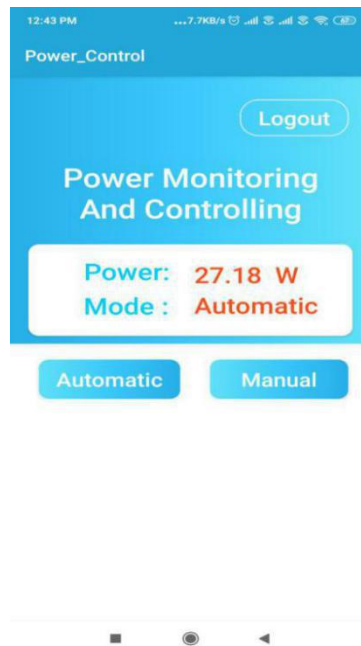 12:43 PM ...7.7KB/s
Power_Control
Logout
Power Monitoring
And Controlling
Power: 27.18 W
Mode : Automatic
Automatic Manual